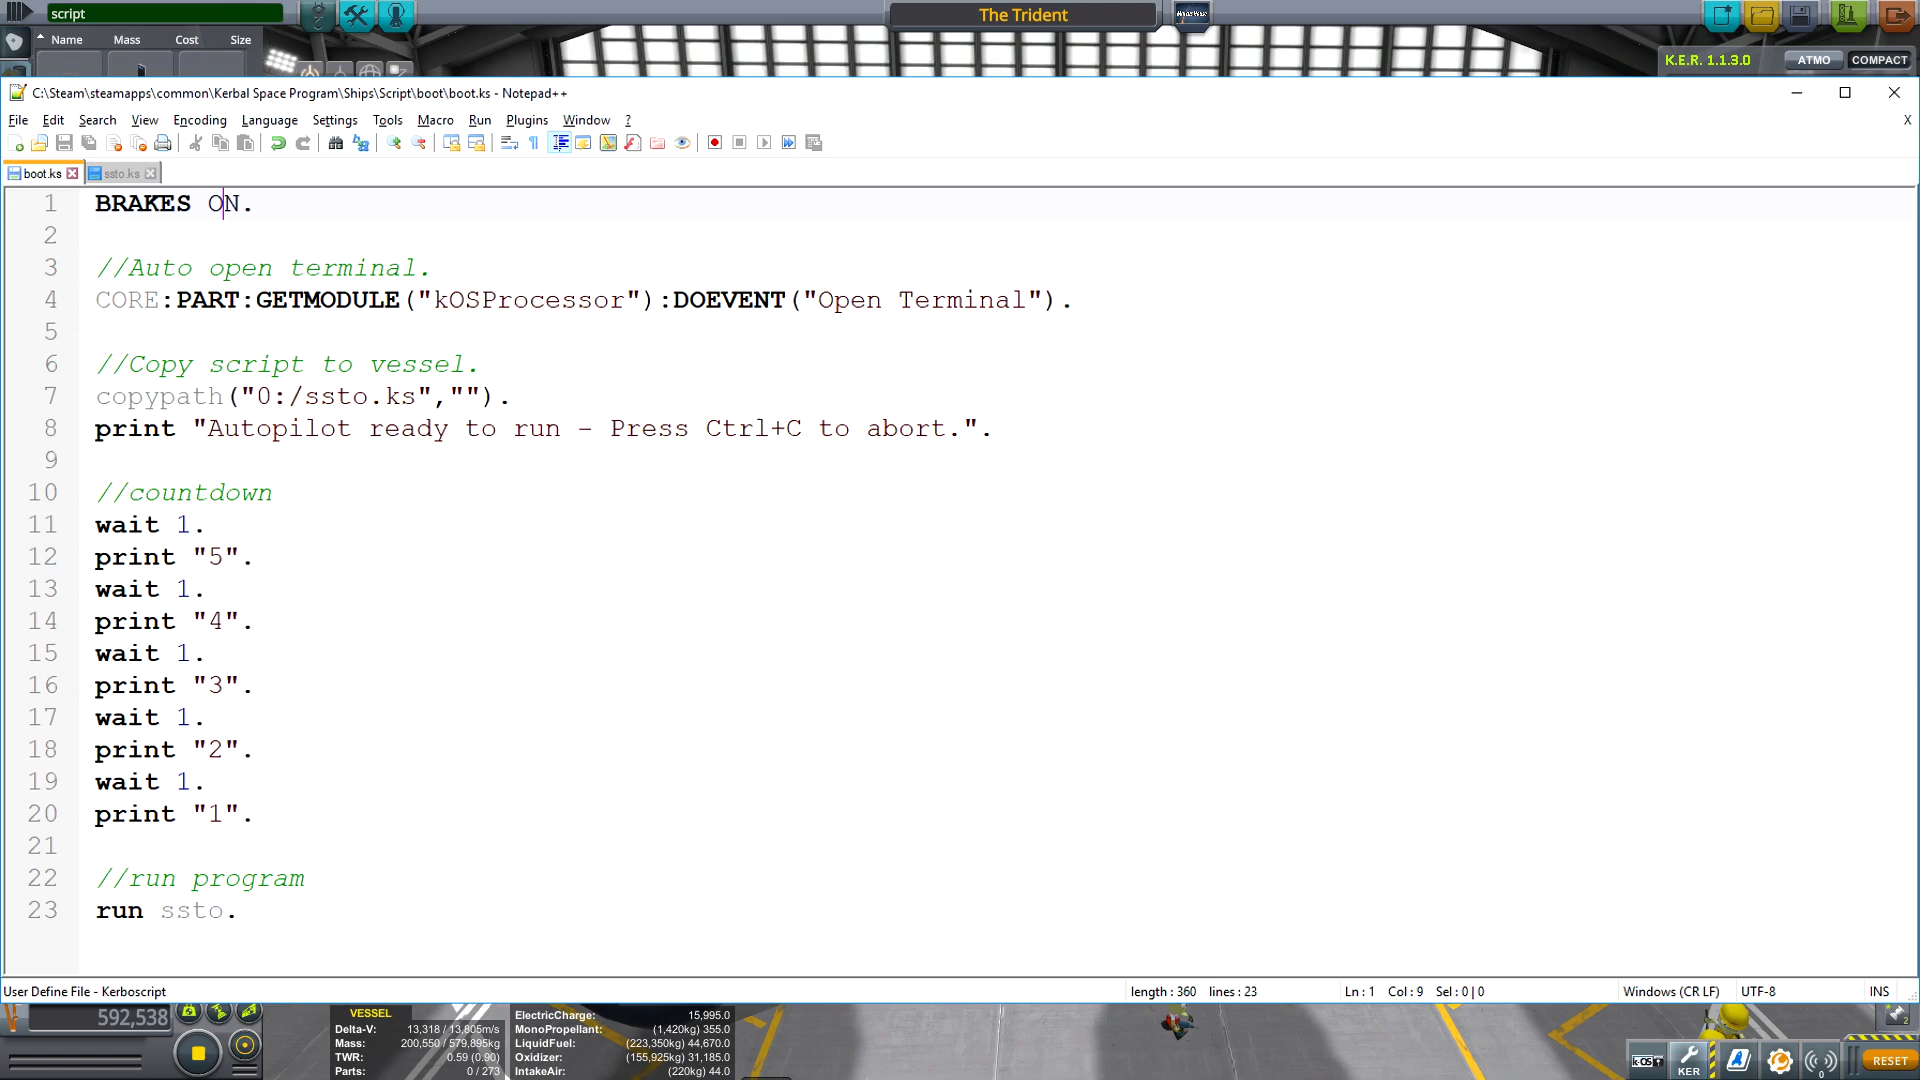 script
The Trident
Name Mass Cost Size
K.E.R. 1.1.3.0 ATMO COMPACT
C:\Steam\steamapps\common\Kerbal Space Program\Ships\Script\boot\boot.ks - Notepad++
File Edit Search View Encoding Language Settings Tools Macro Run Plugins Window ? X
boot.ks ssto.ks
1 BRAKES ON.
2
3 //Auto open terminal.
4 CORE:PART:GETMODULE("kOSProcessor"):DOEVENT("Open Terminal").
5
6 //Copy script to vessel.
7 copypath("0:/ssto.ks","").
8 print "Autopilot ready to run - Press Ctrl+C to abort.".
9
10 //countdown
11 wait 1.
12 print "5".
13 wait 1.
14 print "4".
15 wait 1.
16 print "3".
17 wait 1.
18 print "2".
19 wait 1.
20 print "1".
21
22 //run program
23 run ssto.
User Define File - Kerboscript length : 360 lines : 23 Ln : 1 Col : 9 Sel : 0 | 0 Windows (CR LF) UTF-8 INS
592,538
VESSEL
Delta-V: 13,318 / 13,805m/s
Mass: 200,550 / 579,895kg
TWR: 0.59 (0.90)
Parts: 0 / 273
ElectricCharge: 15,995.0
MonoPropellant: (1,420kg) 355.0
LiquidFuel: (223,350kg) 44,670.0
Oxidizer: (155,925kg) 31,185.0
IntakeAir: (220kg) 44.0
2
kOS KER 0 RESET